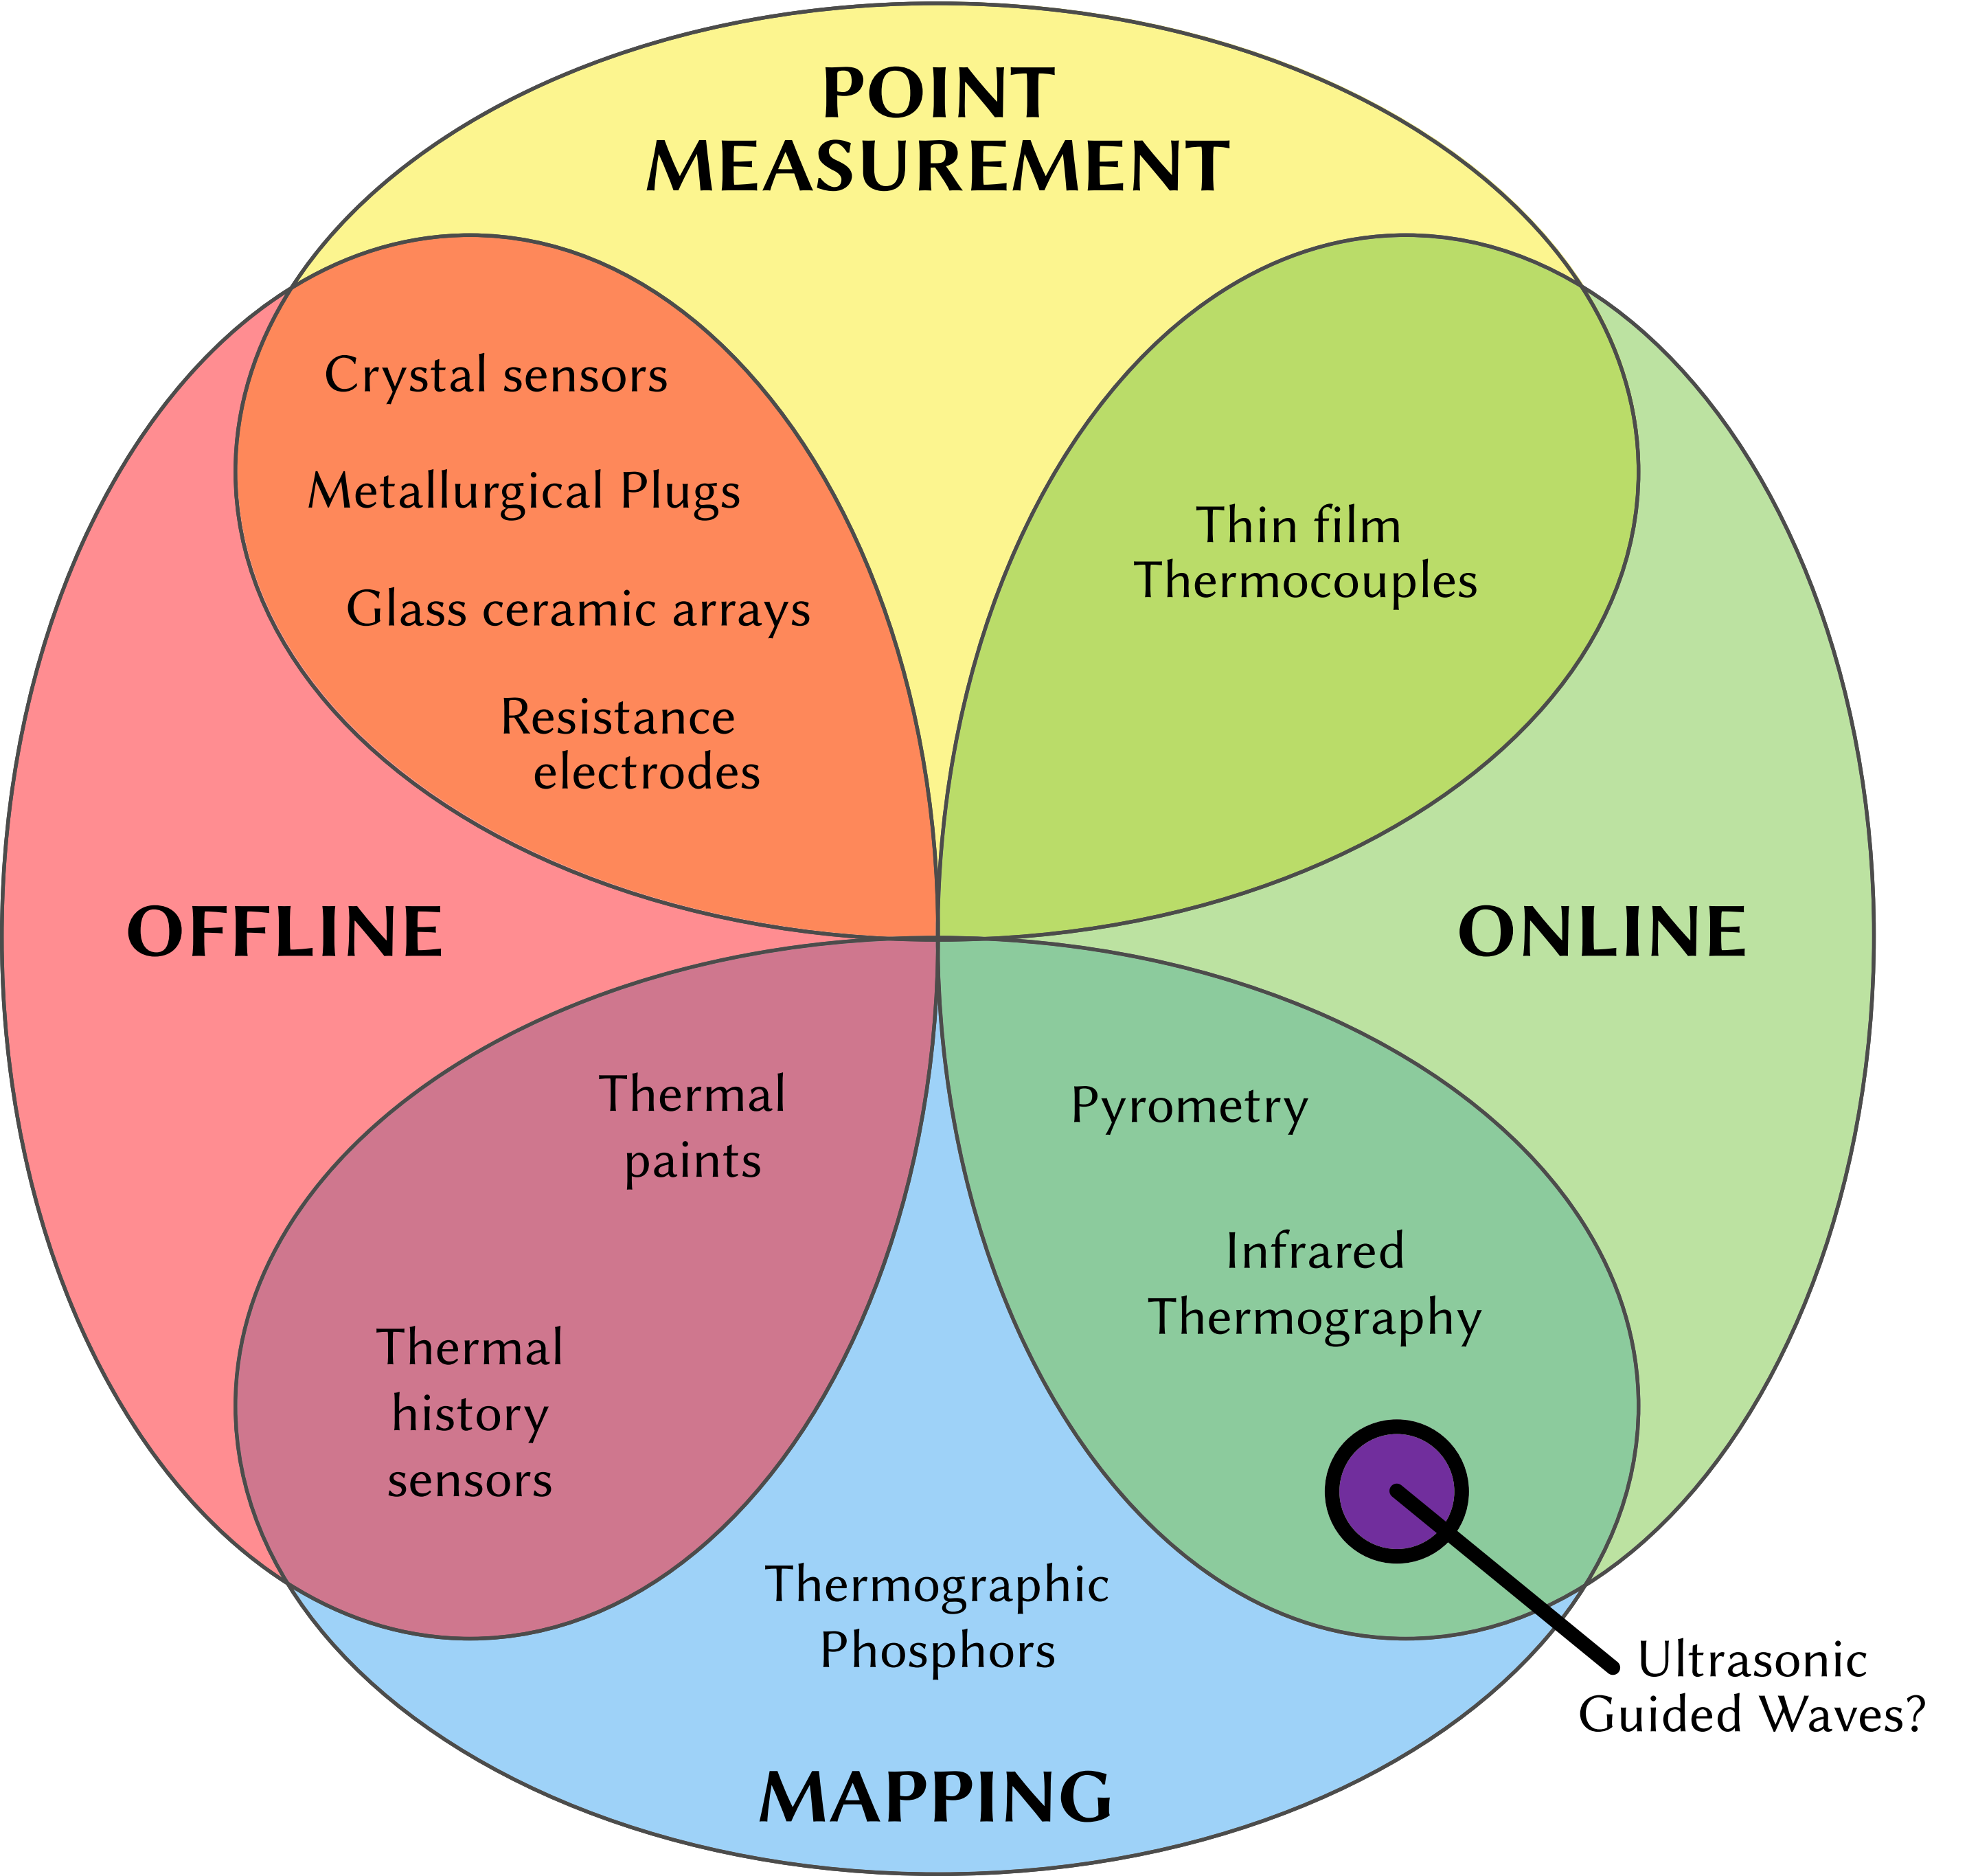 POINT
MEASUREMENT
Crystal sensors
Metallurgical Plugs
Glass ceramic arrays
Resistance
electrodes
Thin film
Thermocouples
OFFLINE
ONLINE
Thermal
paints
Thermal
history
sensors
Pyrometry
Infrared
Thermography
Thermographic
Phosphors
Ultrasonic
Guided Waves?
MAPPING